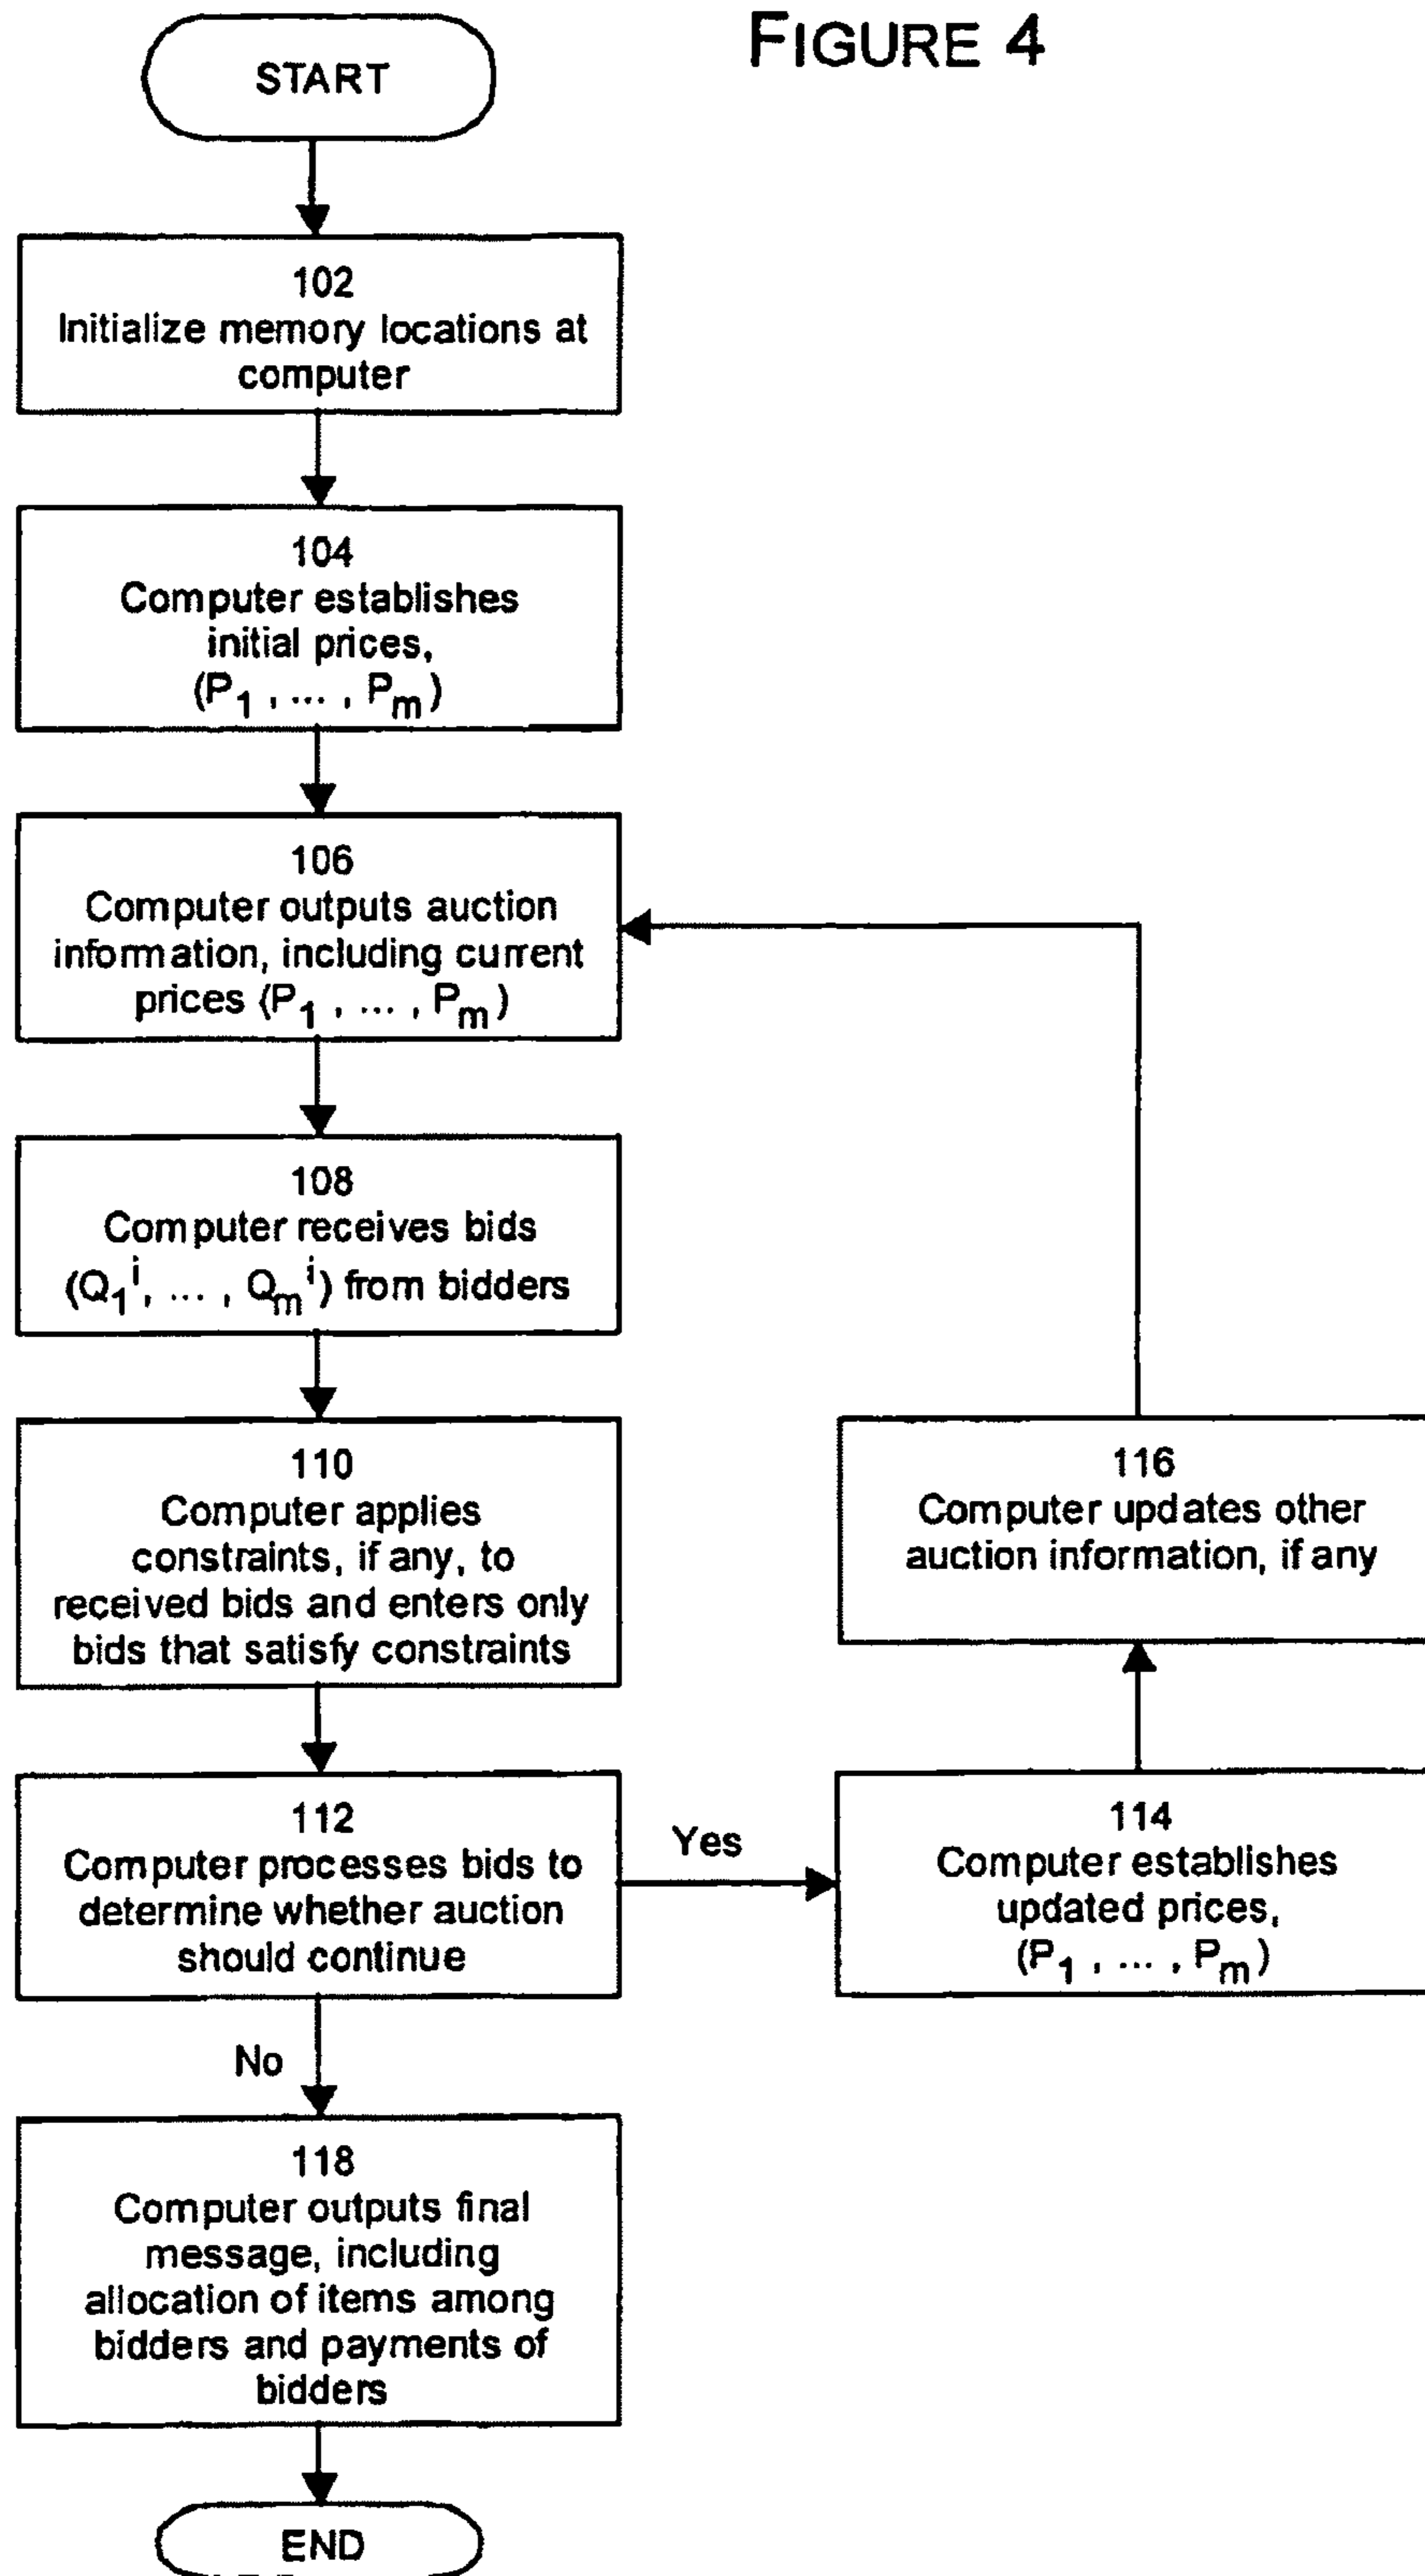 FIGURE 4
START
102
Initialize memory locations at
computer
104
Computer establishes
initial prices,
(P₁ , ... , Pₘ)
106
Computer outputs auction
information, including current
prices (P₁ , ... , Pₘ)
108
Computer receives bids
(Q₁ⁱ, ... , Qₘⁱ) from bidders
110
Computer applies
constraints, if any, to
received bids and enters only
bids that satisfy constraints
116
Computer updates other
auction information, if any
112
Computer processes bids to
determine whether auction
should continue
Yes
114
Computer establishes
updated prices,
(P₁ , ... , Pₘ)
No
118
Computer outputs final
message, including
allocation of items among
bidders and payments of
bidders
END